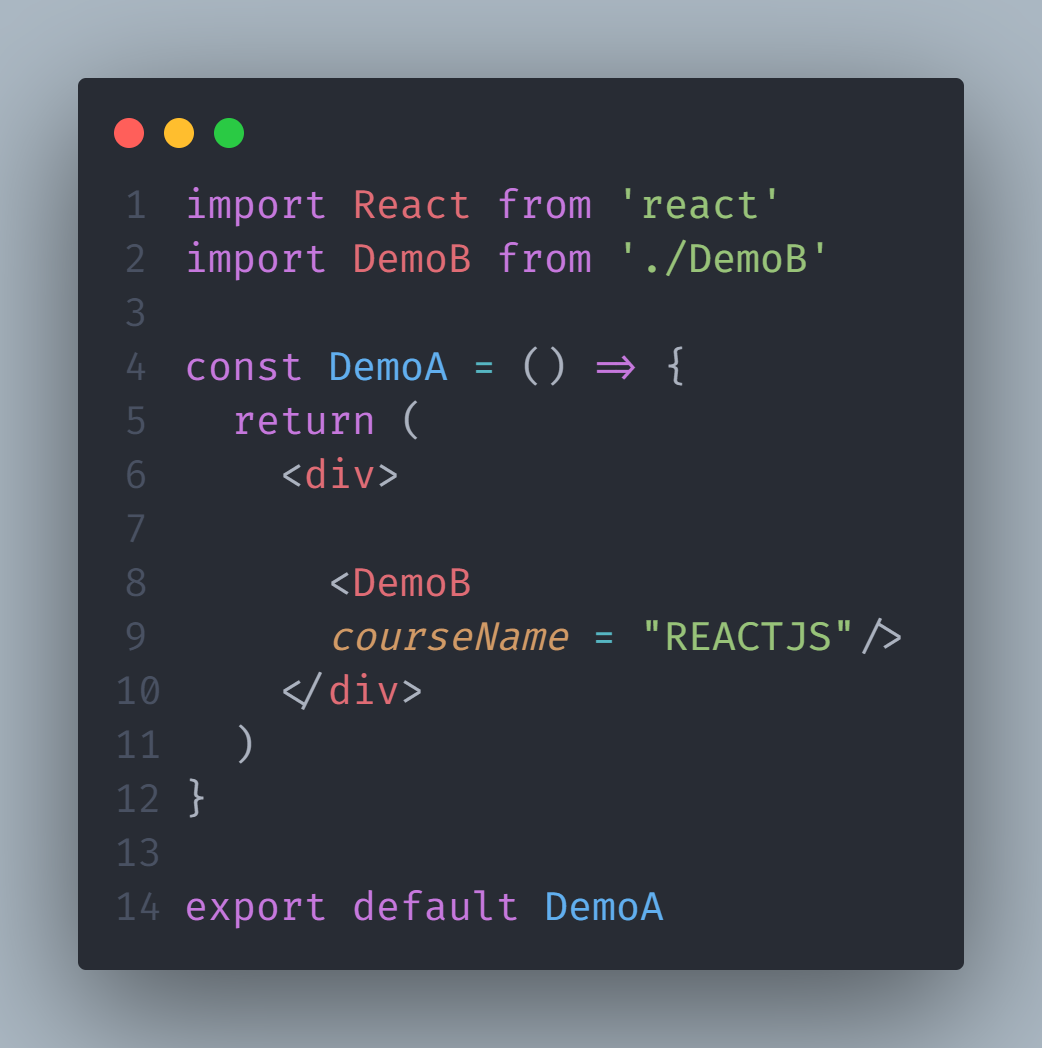 1 import React from 'react'
2 import DemoB from './DemoB'
3
4 const DemoA = () => {
5   return (
6     <div>
7
8       <DemoB
9       courseName = "REACTJS"/>
10     </div>
11   )
12 }
13
14 export default DemoA